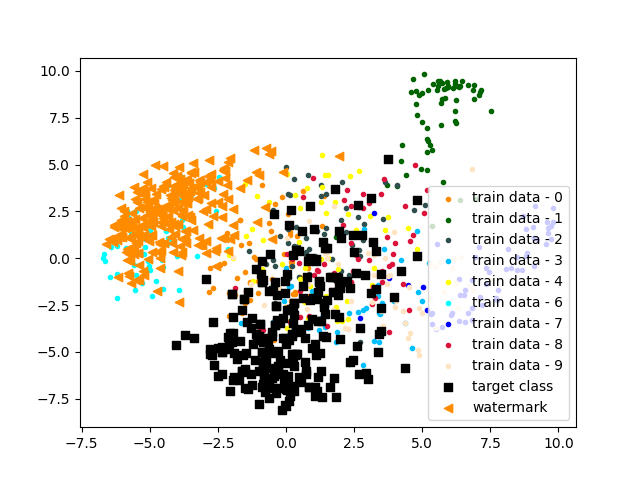 10.0
7.5
5.0
2.5
0.0
−2.5
−5.0
−7.5
−7.5
−5.0
−2.5
0.0
2.5
5.0
7.5
10.0
train data - 0
train data - 1
train data - 2
train data - 3
train data - 4
train data - 6
train data - 7
train data - 8
train data - 9
target class
watermark